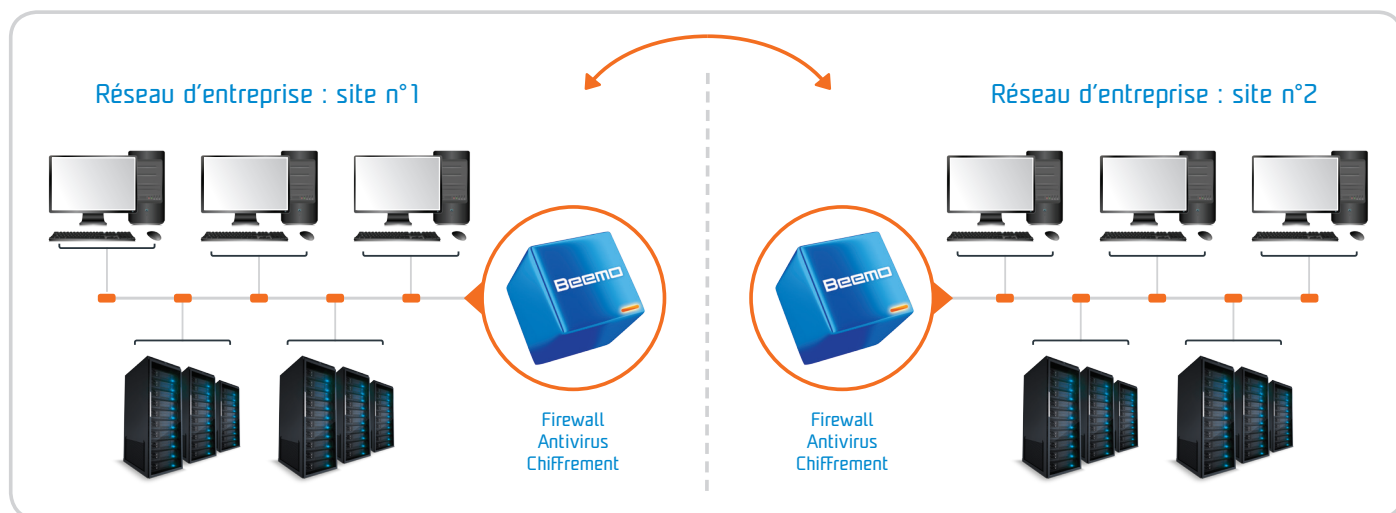 Réseau d'entreprise : site n°1
Réseau d'entreprise : site n°2
Beemo
Beemo
Firewall
Antivirus
Chiffrement
Firewall
Antivirus
Chiffrement